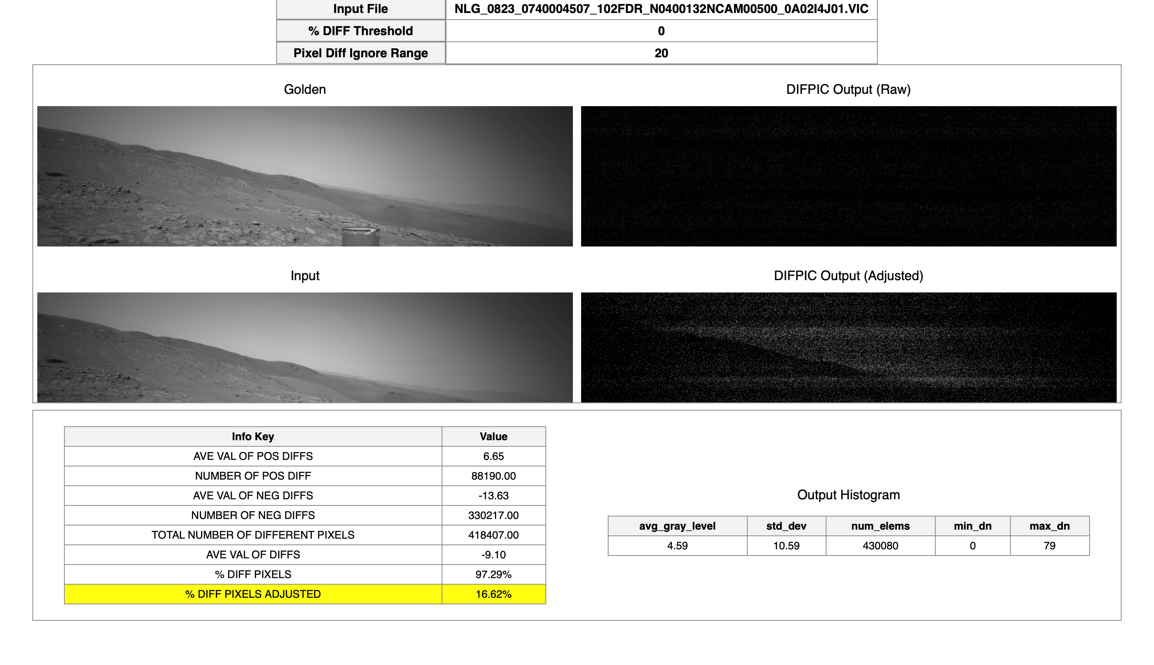 Input File NLG_0823_0740004507_102FDR_N0400132NCAM00500_0A02I4J01.VIC
% DIFF Threshold 0
Pixel Diff Ignore Range 20
Golden DIFPIC Output (Raw)
Input DIFPIC Output (Adjusted)
Info Key Value
AVE VAL OF POS DIFFS 6.65
NUMBER OF POS DIFF 88190.00
AVE VAL OF NEG DIFFS -13.63
NUMBER OF NEG DIFFS 330217.00
TOTAL NUMBER OF DIFFERENT PIXELS 418407.00
AVE VAL OF DIFFS -9.10
% DIFF PIXELS 97.29%
% DIFF PIXELS ADJUSTED 16.62%
Output Histogram
avg_gray_level std_dev num_elems min_dn max_dn
4.59 10.59 430080 0 79